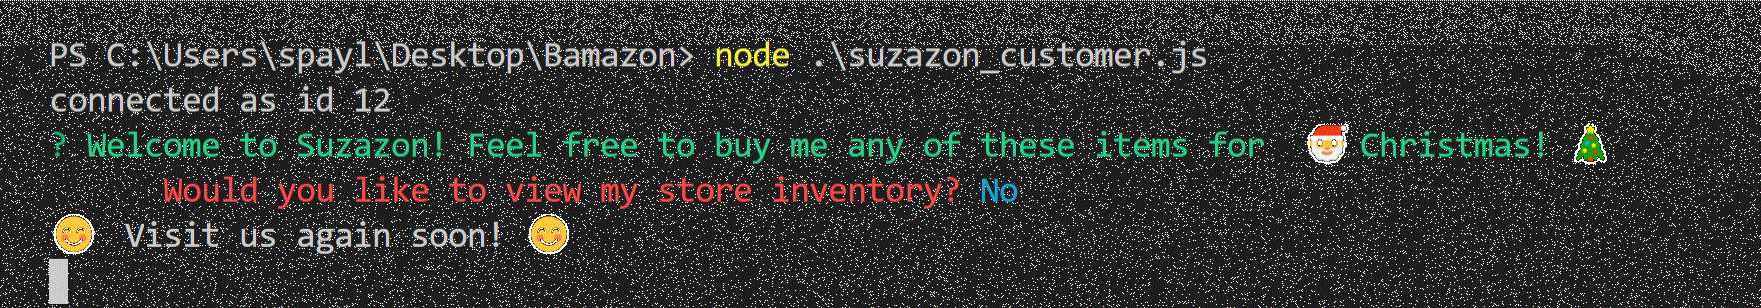 PS C:\Users\spayl\Desktop\Bamazon> node .\suzazon_customer.js
connected as id 12
? Welcome to Suzazon! Feel free to buy me any of these items for 🎅 Christmas! 🎄
Would you like to view my store inventory? No
😊 Visit us again soon! 😊